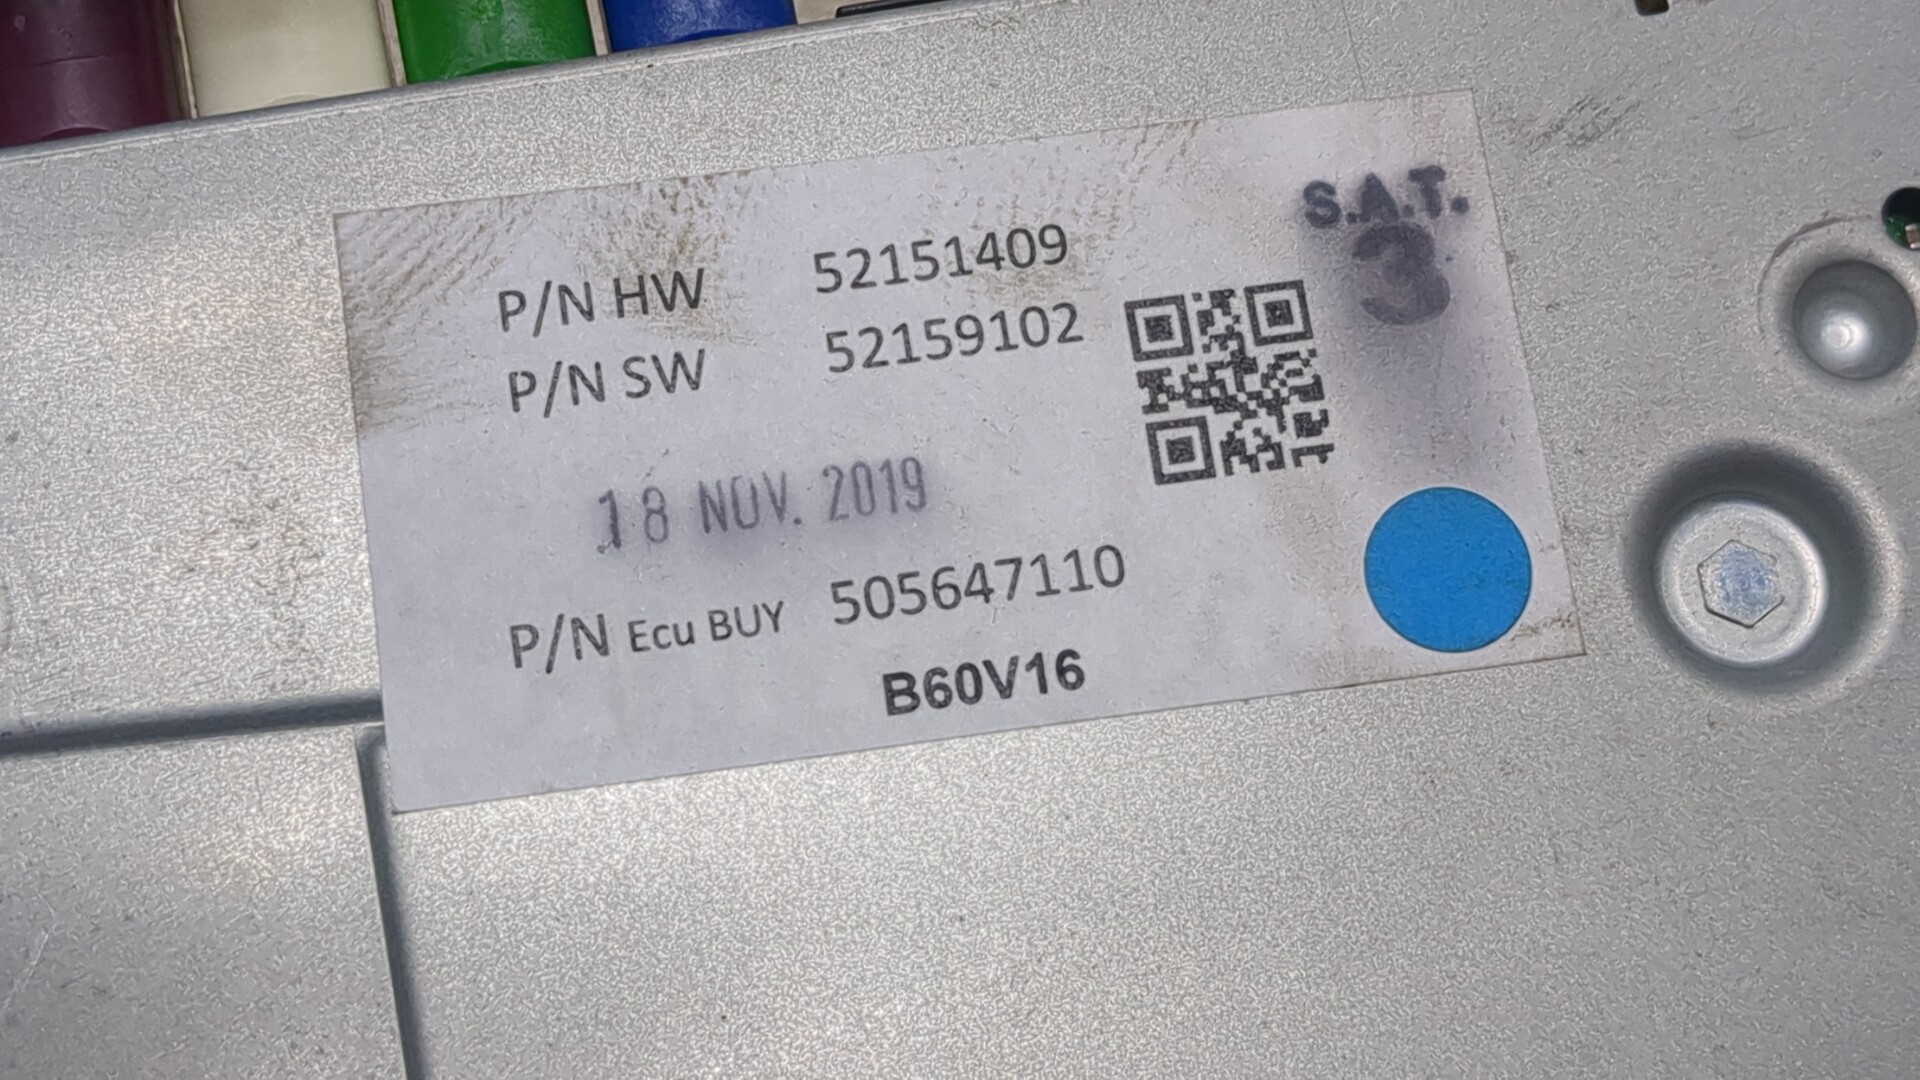 S.A.T.
3
P/N HW 52151409
P/N SW 52159102
18 NOV. 2019
P/N Ecu BUY 505647110
B60V16